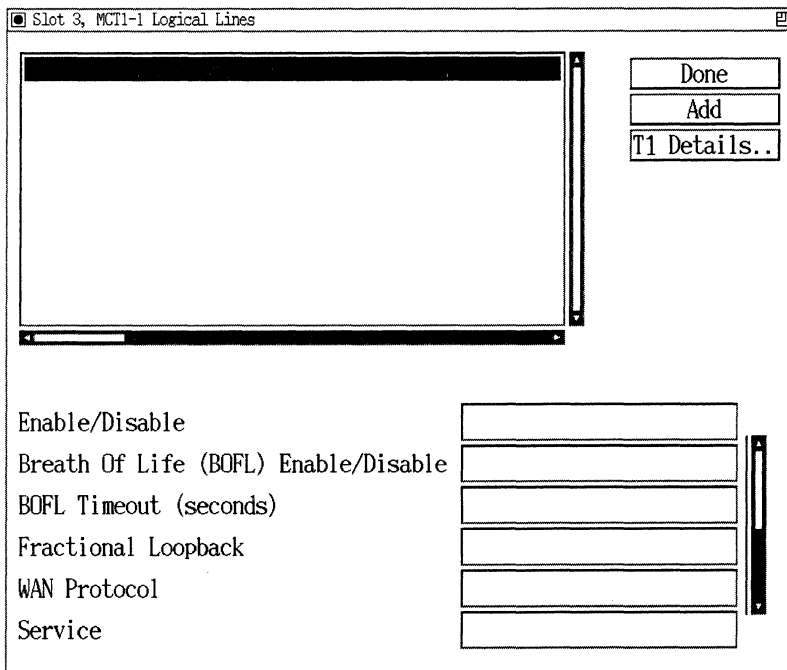 Slot 3, MCT1-1 Logical Lines
Done
Add
T1 Details..
Enable/Disable
Breath Of Life (BOFL) Enable/Disable
BOFL Timeout (seconds)
Fractional Loopback
WAN Protocol
Service